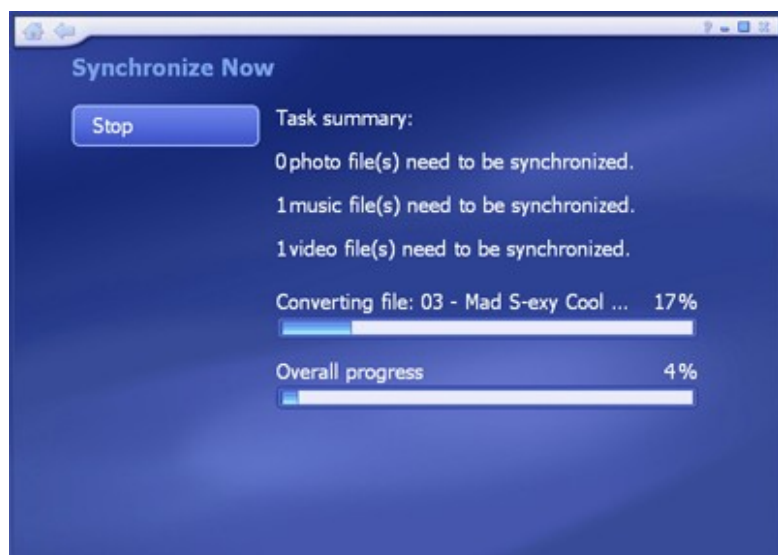 Synchronize Now
Stop
Task summary:
0 photo file(s) need to be synchronized.
1 music file(s) need to be synchronized.
1 video file(s) need to be synchronized.
Converting file: 03 - Mad S-exy Cool ... 17%
Overall progress 4%